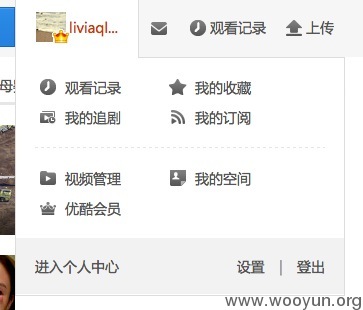 liviaql...
观看记录
上传
母
观看记录
我的收藏
我的追剧
我的订阅
视频管理
我的空间
优酷会员
进入个人中心
设置 | 登出
www.wooyun.org